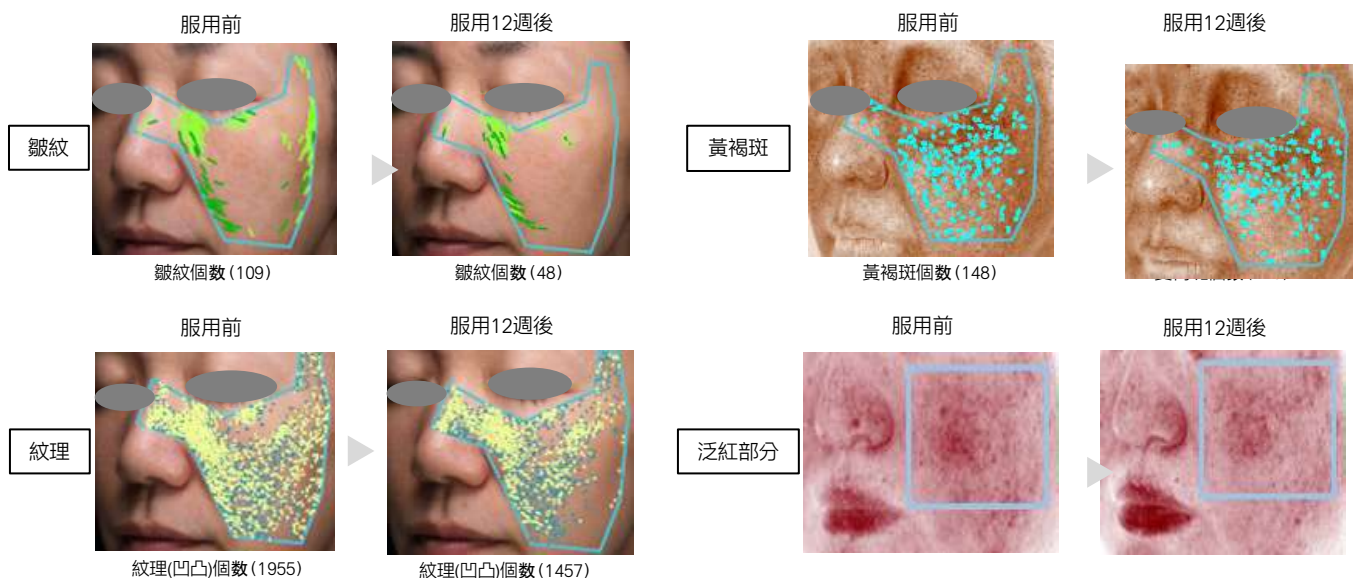 服用前
服用12週後
服用前
服用12週後
皺紋
黃褐斑
皺紋個数(109)
皺紋個数(48)
黃褐斑個数(148)
服用前
服用12週後
服用前
服用12週後
紋理
泛紅部分
紋理(凹凸)個数(1955)
紋理(凹凸)個数(1457)